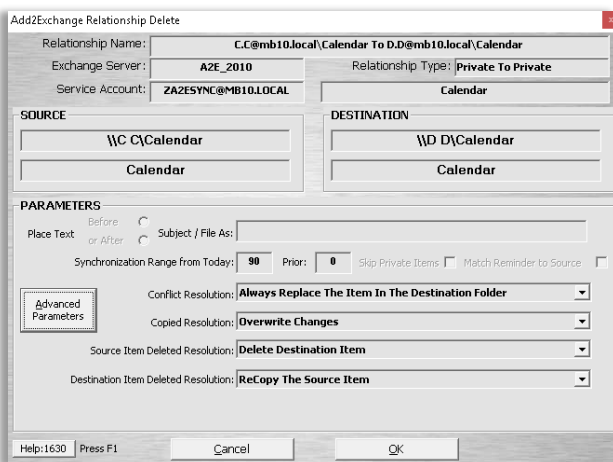 Add2Exchange Relationship Delete
Relationship Name: C.C@mb10.local\Calendar To D.D@mb10.local\Calendar
Exchange Server: A2E_2010 Relationship Type: Private To Private
Service Account: ZA2ESYNC@MB10.LOCAL Calendar
SOURCE DESTINATION
\\C C\Calendar \\D D\Calendar
Calendar Calendar
PARAMETERS
Place Text Before or After Subject / File As:
Synchronization Range from Today: 90 Prior: 0 Skip Private Items Match Reminder to Source
Advanced Parameters
Conflict Resolution: Always Replace The Item In The Destination Folder
Copied Resolution: Overwrite Changes
Source Item Deleted Resolution: Delete Destination Item
Destination Item Deleted Resolution: ReCopy The Source Item
Help:1630 Press F1 Cancel OK